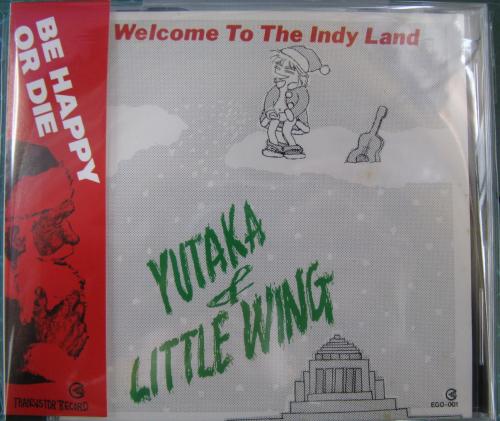 Welcome To The Indy Land
BE HAPPY
OR DIE
YUTAKA
&
LITTLE WING
TRANSISTOR RECORD
EGO-001